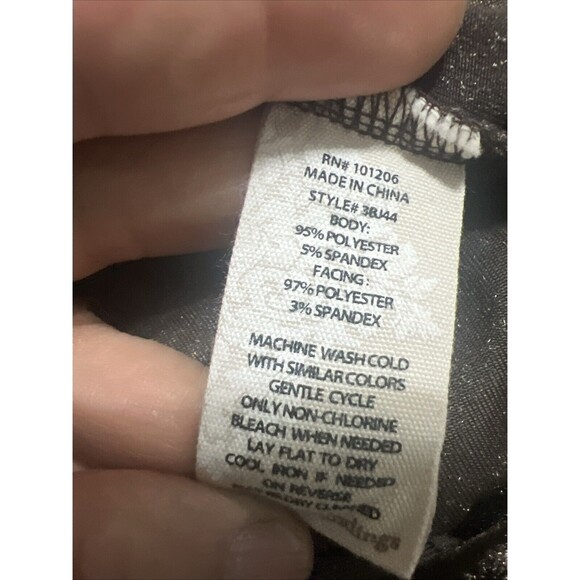 RN# 101206
MADE IN CHINA
STYLE# 3BJ44
BODY:
95% POLYESTER
5% SPANDEX
FACING:
97% POLYESTER
3% SPANDEX
MACHINE WASH COLD
WITH SIMILAR COLORS
GENTLE CYCLE
ONLY NON-CHLORINE
BLEACH WHEN NEEDED
LAY FLAT TO DRY
COOL IRON IF NEEDED
ON REVERSE
DRY CLEANED